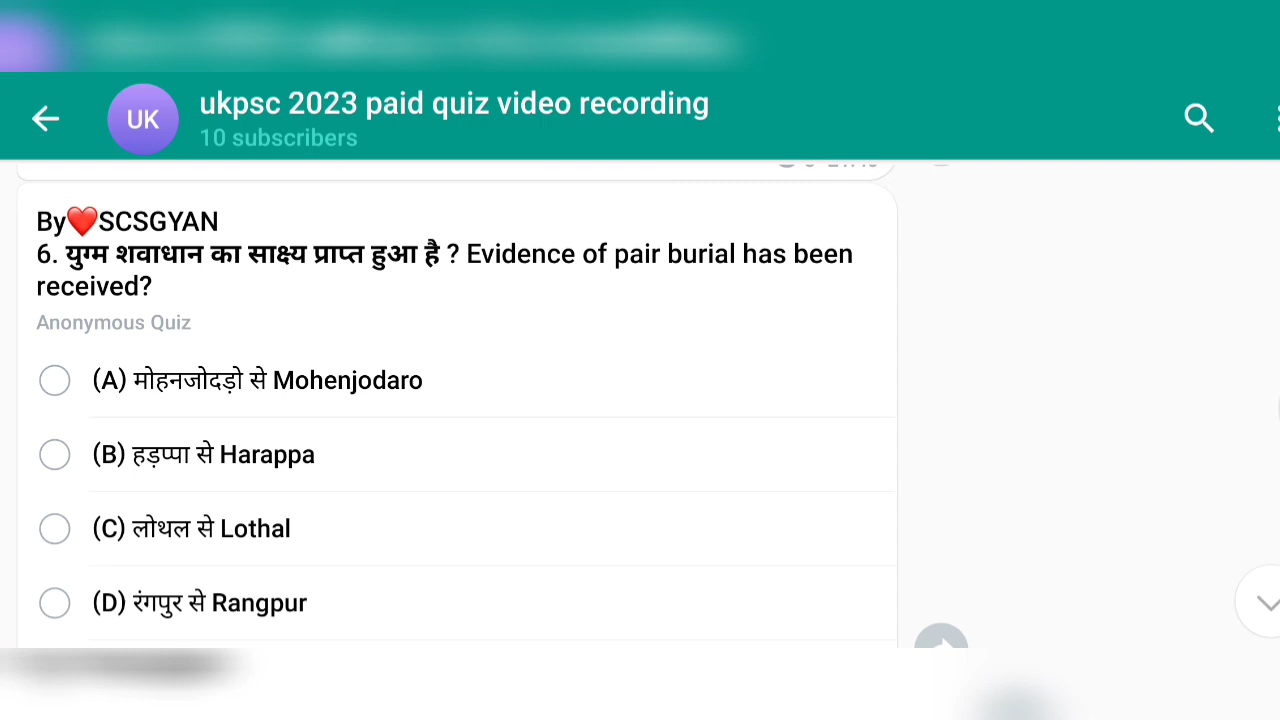 UK
ukpsc 2023 paid quiz video recording
10 subscribers
By❤️SCSGYAN
6. युग्म शवाधान का साक्ष्य प्राप्त हुआ है ? Evidence of pair burial has been
received?
Anonymous Quiz
(A) मोहनजोदड़ो से Mohenjodaro
(B) हड़प्पा से Harappa
(C) लोथल से Lothal
(D) रंगपुर से Rangpur